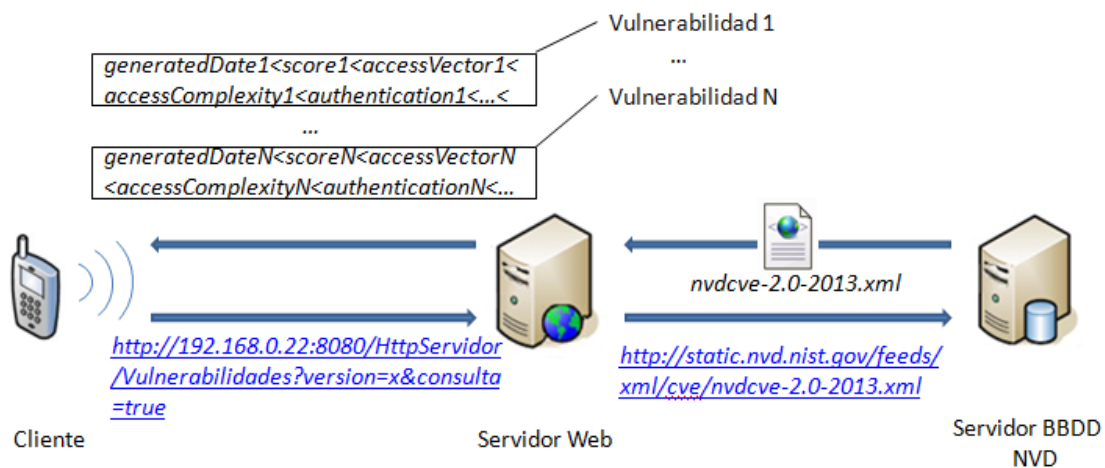 Vulnerabilidad 1
...
Vulnerabilidad N
generatedDate1<score1<accessVector1<
accessComplexity1<authentication1<...<
...
generatedDateN<scoreN<accessVectorN
<accessComplexityN<authenticationN<...
nvdcve-2.0-2013.xml
http://192.168.0.22:8080/HttpServidor
/Vulnerabilidades?version=x&consulta
=true
http://static.nvd.nist.gov/feeds/
xml/cve/nvdcve-2.0-2013.xml
Cliente
Servidor Web
Servidor BBDD
NVD